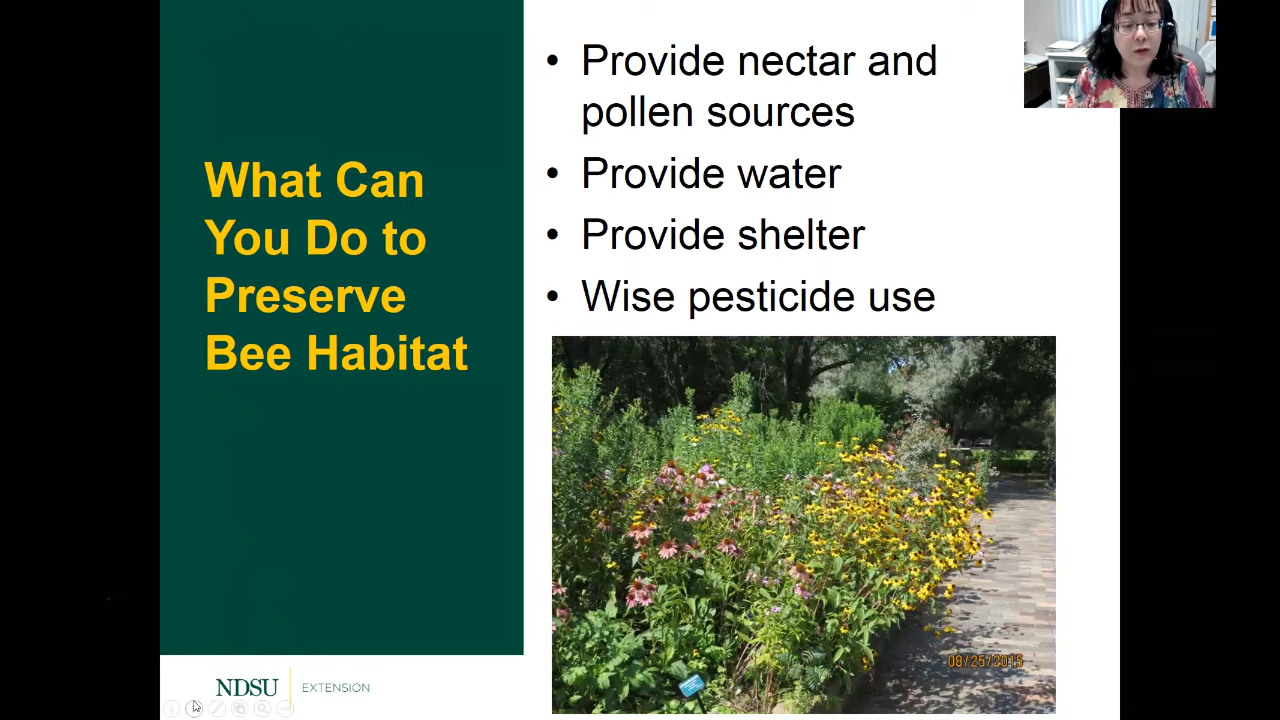 What Can
You Do to
Preserve
Bee Habitat
• Provide nectar and
pollen sources
• Provide water
• Provide shelter
• Wise pesticide use
08/25/2015
NDSU EXTENSION